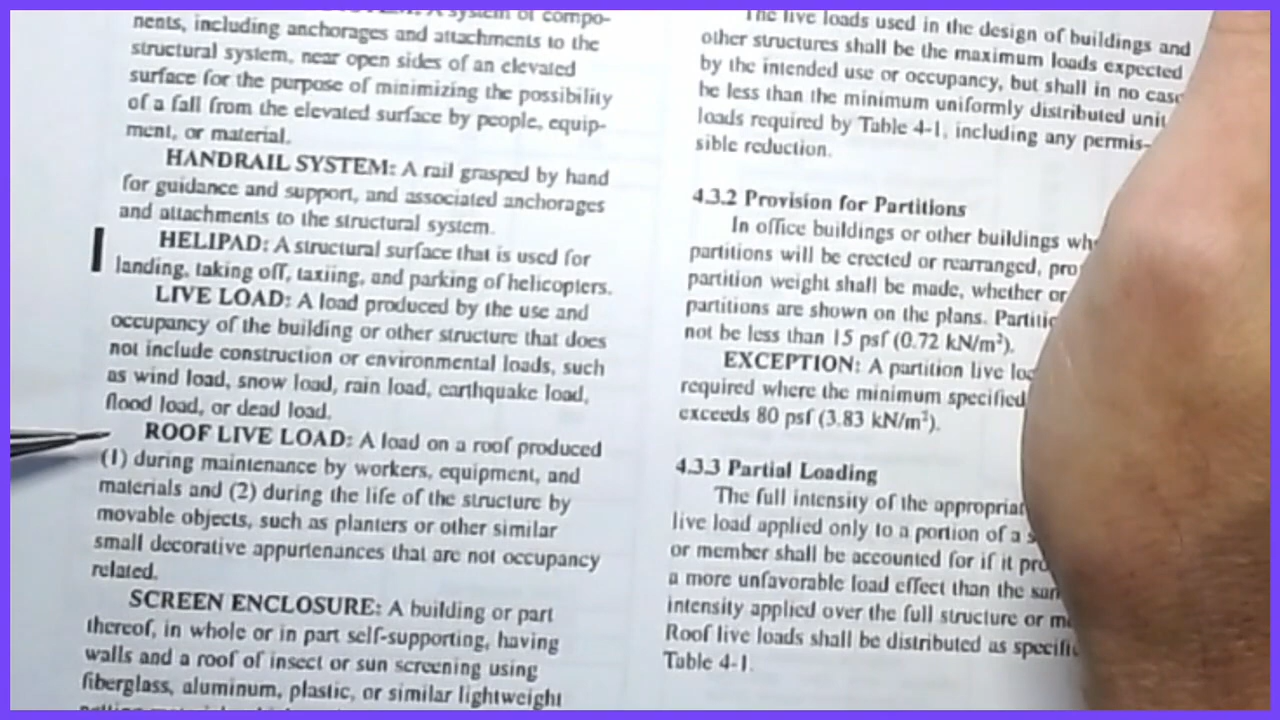 A system of compo-
nents, including anchorages and attachments to the
structural system, near open sides of an elevated
surface for the purpose of minimizing the possibility
of a fall from the elevated surface by people, equip-
ment, or material.
HANDRAIL SYSTEM: A rail grasped by hand
for guidance and support, and associated anchorages
and attachments to the structural system.
HELIPAD: A structural surface that is used for
landing, taking off, taxiing, and parking of helicopters.
LIVE LOAD: A load produced by the use and
occupancy of the building or other structure that does
not include construction or environmental loads, such
as wind load, snow load, rain load, earthquake load,
flood load, or dead load.
ROOF LIVE LOAD: A load on a roof produced
(1) during maintenance by workers, equipment, and
materials and (2) during the life of the structure by
movable objects, such as planters or other similar
small decorative appurtenances that are not occupancy
related.
SCREEN ENCLOSURE: A building or part
thereof, in whole or in part self-supporting, having
walls and a roof of insect or sun screening using
fiberglass, aluminum, plastic, or similar lightweight
The live loads used in the design of buildings and
other structures shall be the maximum loads expected
by the intended use or occupancy, but shall in no case
be less than the minimum uniformly distributed unit
loads required by Table 4-1, including any permis-
sible reduction.
4.3.2 Provision for Partitions
In office buildings or other buildings wh
partitions will be erected or rearranged, pro
partition weight shall be made, whether or
partitions are shown on the plans. Partitio
not be less than 15 psf (0.72 kN/m²).
EXCEPTION: A partition live loa
required where the minimum specified
exceeds 80 psf (3.83 kN/m²).
4.3.3 Partial Loading
The full intensity of the appropriat
live load applied only to a portion of a s
or member shall be accounted for if it pro
a more unfavorable load effect than the sam
intensity applied over the full structure or m
Roof live loads shall be distributed as specifi
Table 4-1.